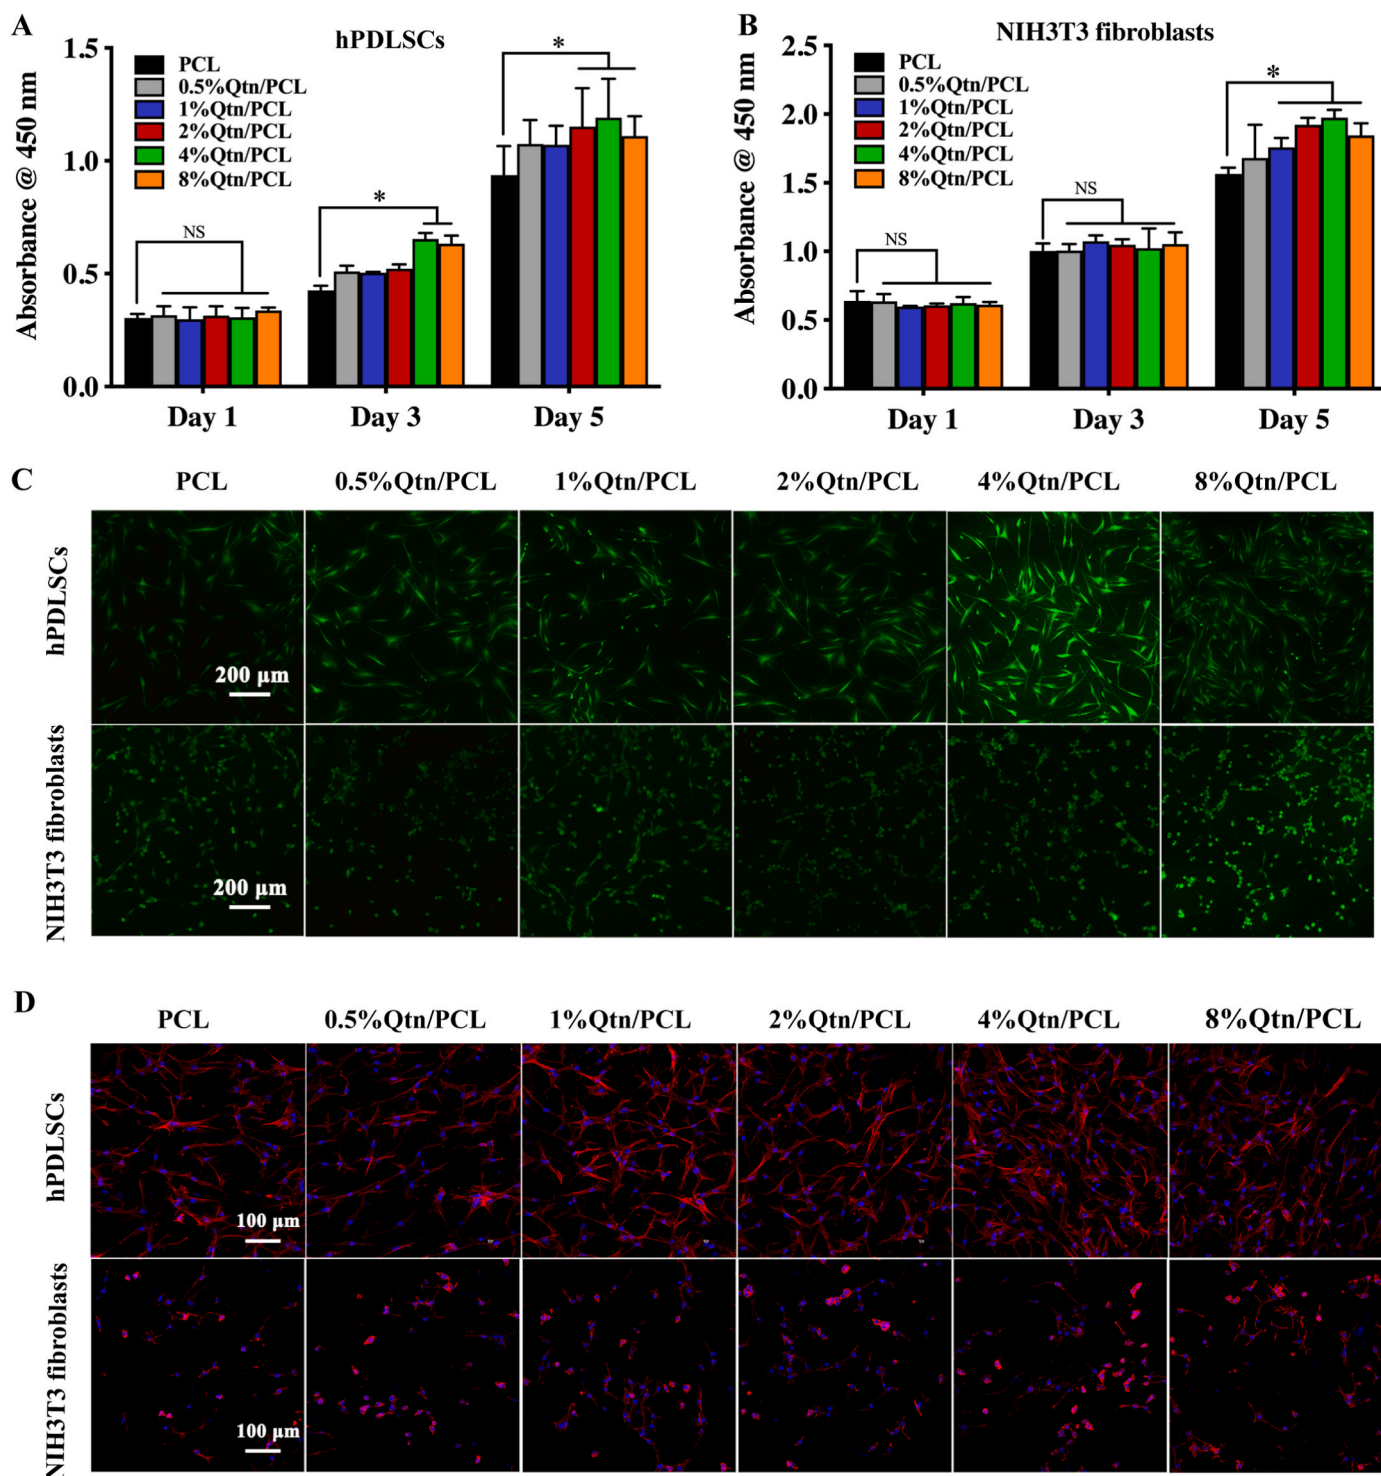 A
hPDLSCs
1.5
1.0
0.5
0.0
Absorbance @ 450 nm
PCL
0.5%Qtn/PCL
1%Qtn/PCL
2%Qtn/PCL
4%Qtn/PCL
8%Qtn/PCL
NS
*
*
Day 1
Day 3
Day 5
B
NIH3T3 fibroblasts
2.5
2.0
1.5
1.0
0.5
0.0
Absorbance @ 450 nm
PCL
0.5%Qtn/PCL
1%Qtn/PCL
2%Qtn/PCL
4%Qtn/PCL
8%Qtn/PCL
NS
NS
*
Day 1
Day 3
Day 5
C
PCL
0.5%Qtn/PCL
1%Qtn/PCL
2%Qtn/PCL
4%Qtn/PCL
8%Qtn/PCL
hPDLSCs
200 µm
NIH3T3 fibroblasts
200 µm
D
PCL
0.5%Qtn/PCL
1%Qtn/PCL
2%Qtn/PCL
4%Qtn/PCL
8%Qtn/PCL
hPDLSCs
100 µm
NIH3T3 fibroblasts
100 µm